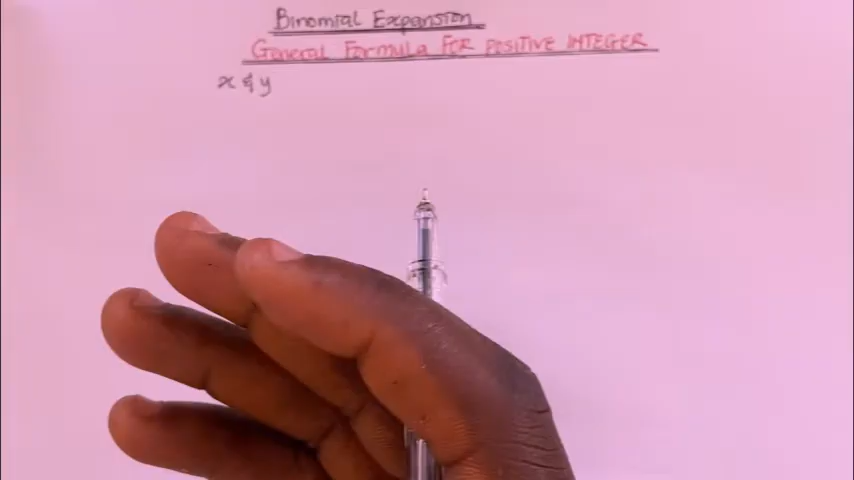 Binomial Expansion
General Formula FOR POSITIVE INTEGER
x & y